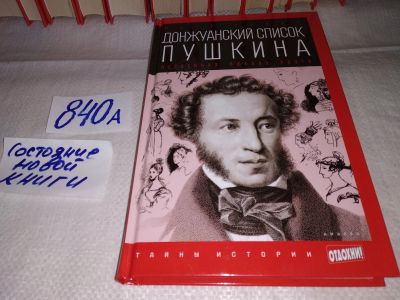 ДОНЖУАНСКИЙ СПИСОК
ПУШКИНА
840А
Состояние
новой
книги
ТАЙНЫ ИСТОРИИ
ОТДОХНИ!